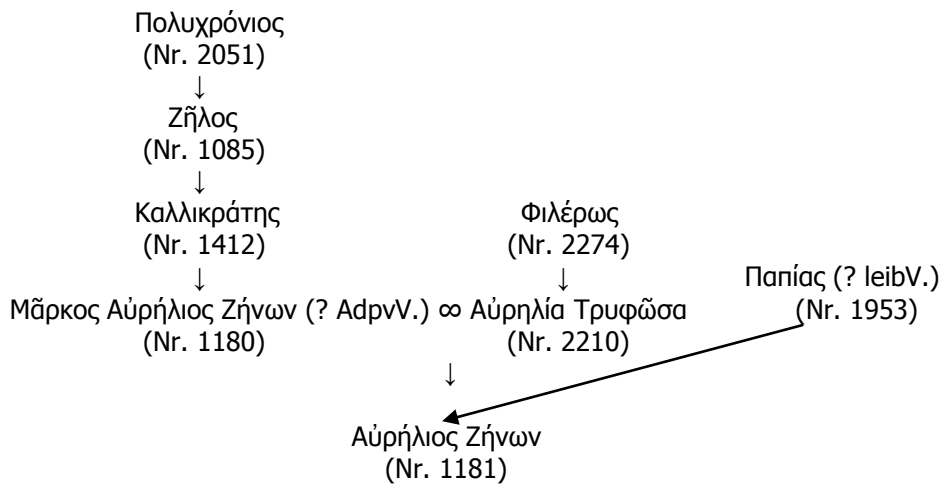 Πολυχρόνιος
(Nr. 2051)
↓
Ζῆλος
(Nr. 1085)
↓
Καλλικράτης Φιλέρως
(Nr. 1412) (Nr. 2274)
↓ ↓ Παπίας (? leibV.)
Μᾶρκος Αὐρήλιος Ζήνων (? AdpvV.) ∞ Αὐρηλία Τρυφῶσα (Nr. 1953)
(Nr. 1180) (Nr. 2210)
↓
Αὐρήλιος Ζήνων
(Nr. 1181)